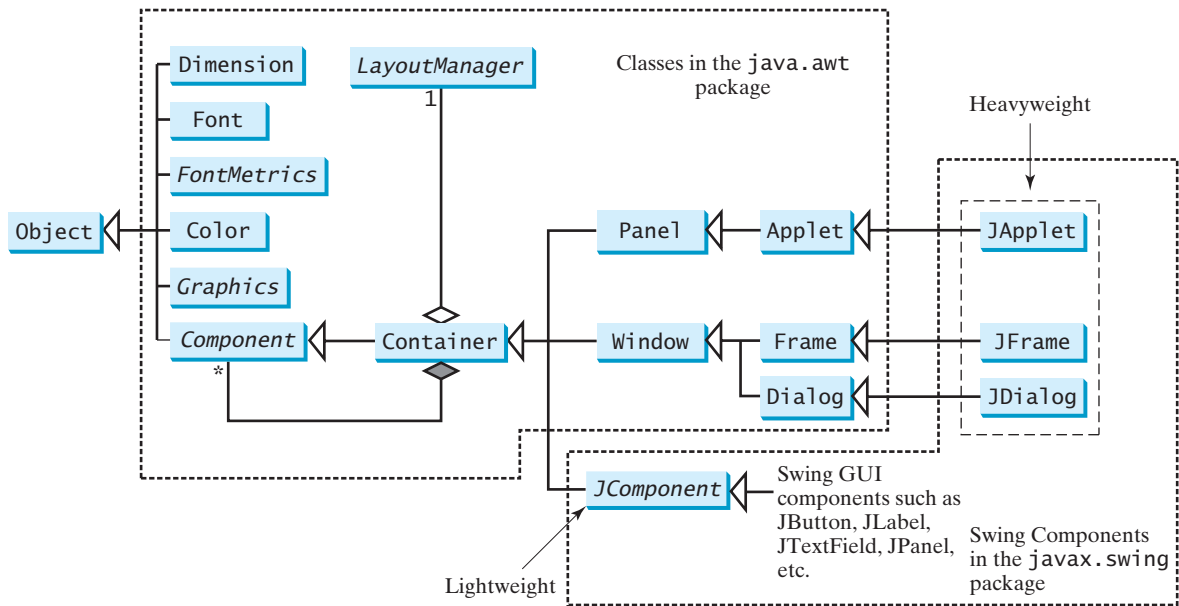 Dimension
LayoutManager
Classes in the java.awt
package
1
Font
Heavyweight
FontMetrics
Object
Color
Panel
Applet
JApplet
Graphics
Component
Container
Window
Frame
JFrame
*
Dialog
JDialog
JComponent
Swing GUI
components such as
JButton, JLabel,
JTextField, JPanel,
etc.
Swing Components
in the javax.swing
package
Lightweight